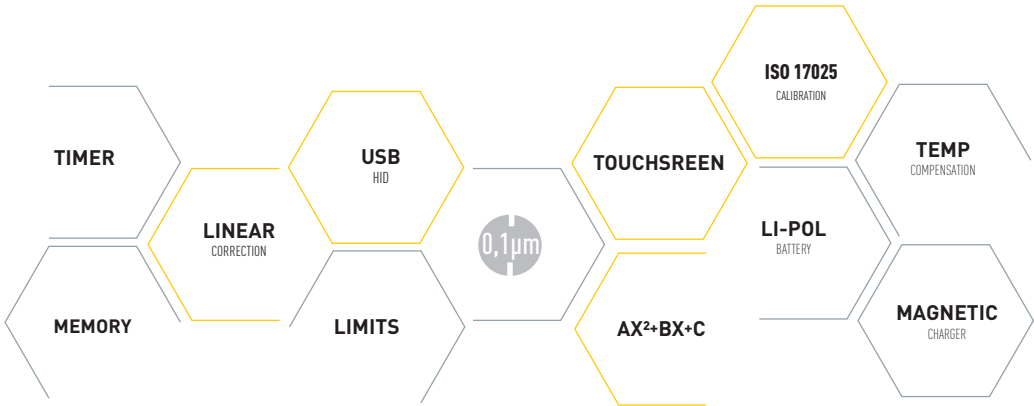 ISO 17025
CALIBRATION
TIMER
USB
HID
TOUCHSREEN
TEMP
COMPENSATION
LINEAR
CORRECTION
0,1µm
LI-POL
BATTERY
MEMORY
LIMITS
AX²+BX+C
MAGNETIC
CHARGER